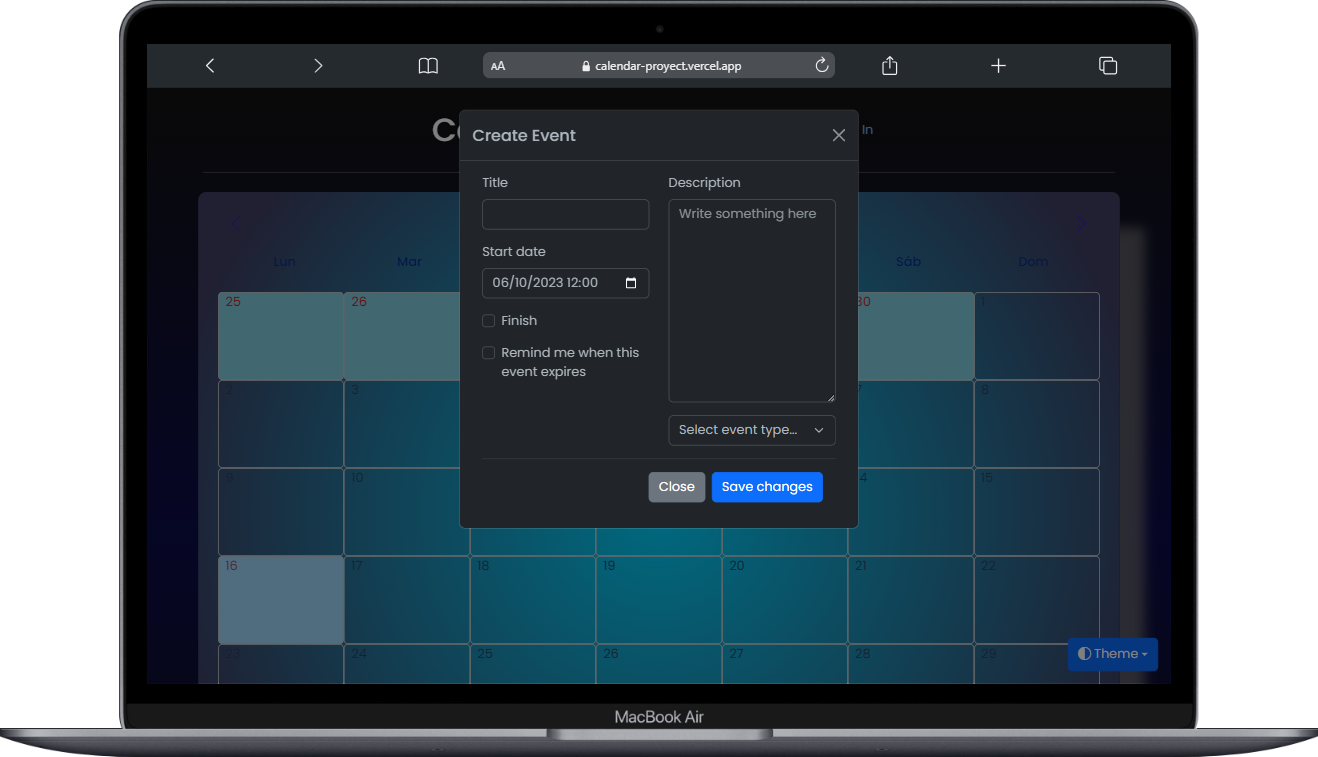 AA calendar-proyect.vercel.app
In
Create Event
Title
Description
Write something here
Start date
06/10/2023 12:00
Finish
Remind me when this
event expires
Select event type...
Close Save changes
Lun Mar Sáb Dom
25 26 30 1
2 3 8
9 10 15
16 17 18 19 20 21 22
23 24 25 26 27 28 29
Theme
MacBook Air